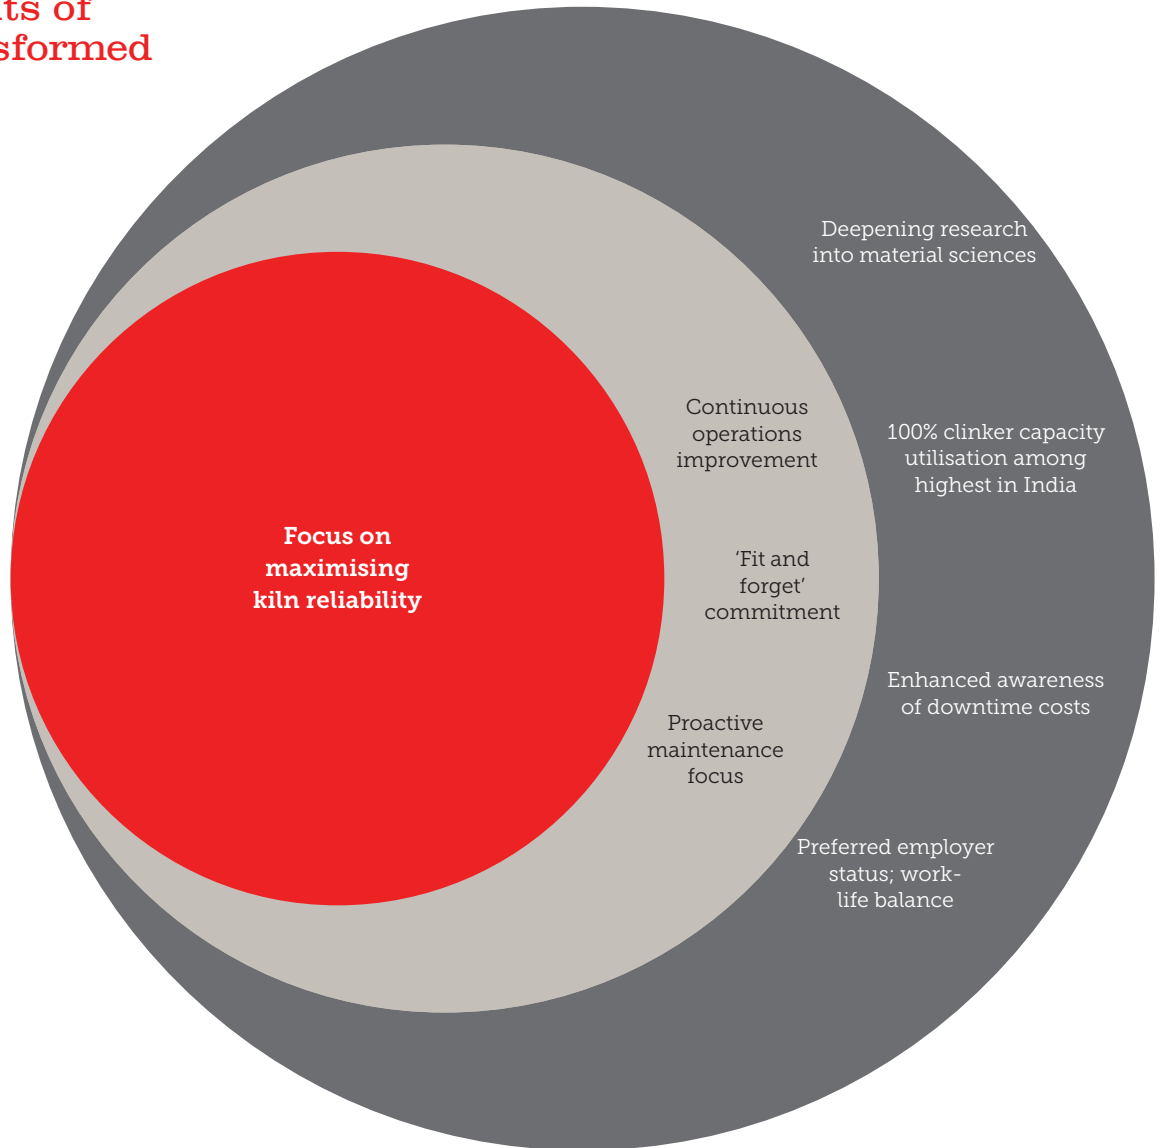 of
Deepening research
into material sciences
Continuous
operations
improvement
100% clinker capacity
utilisation among
highest in India
Focus on
maximising
kiln reliability
‘Fit and
forget’
commitment
Enhanced awareness
of downtime costs
Proactive
maintenance
focus
Preferred employer
status; work-
life balance